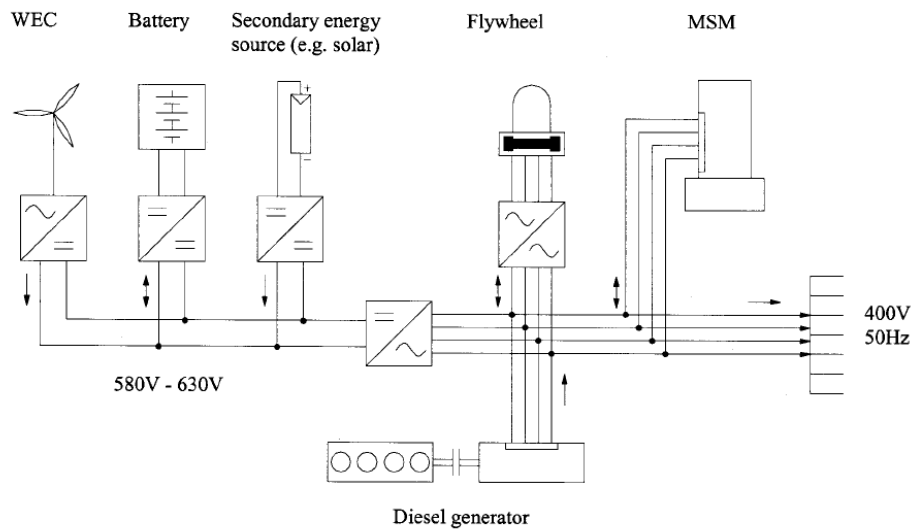 WEC
Battery
Secondary energy
source (e.g. solar)
Flywheel
MSM
+
400V
50Hz
580V - 630V
Diesel generator